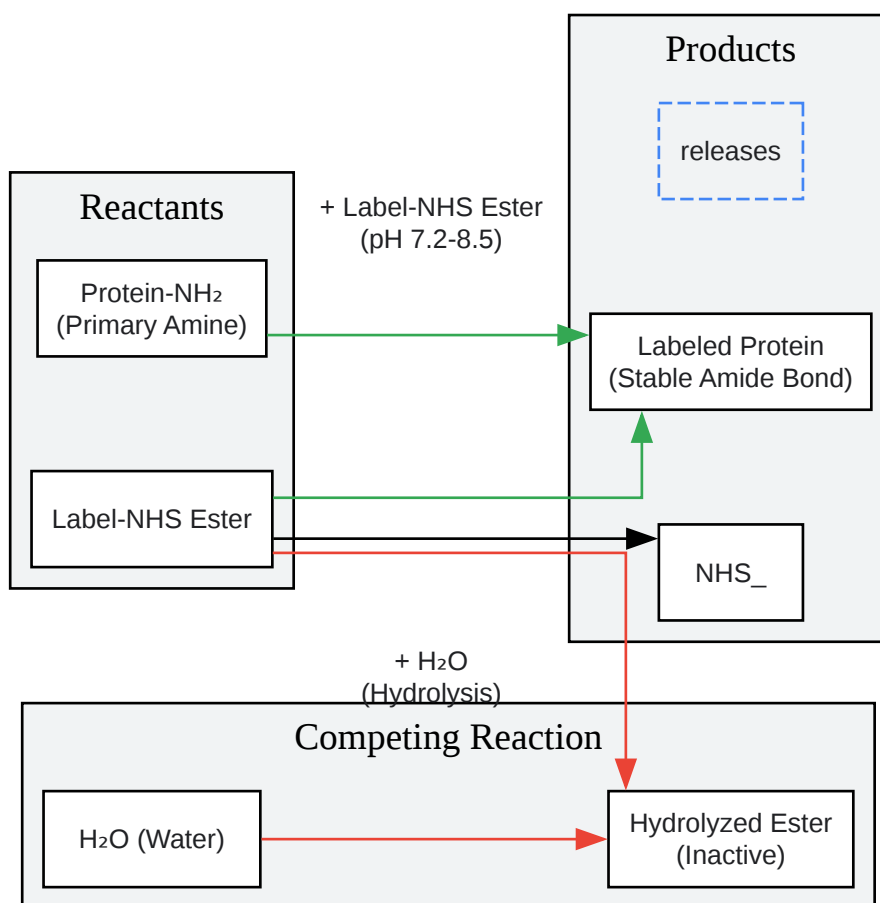 Products
releases
Reactants
+ Label-NHS Ester
(pH 7.2-8.5)
Protein-NH₂
(Primary Amine)
Labeled Protein
(Stable Amide Bond)
Label-NHS Ester
NHS_
+ H₂O
(Hydrolysis)
Competing Reaction
H₂O (Water)
Hydrolyzed Ester
(Inactive)